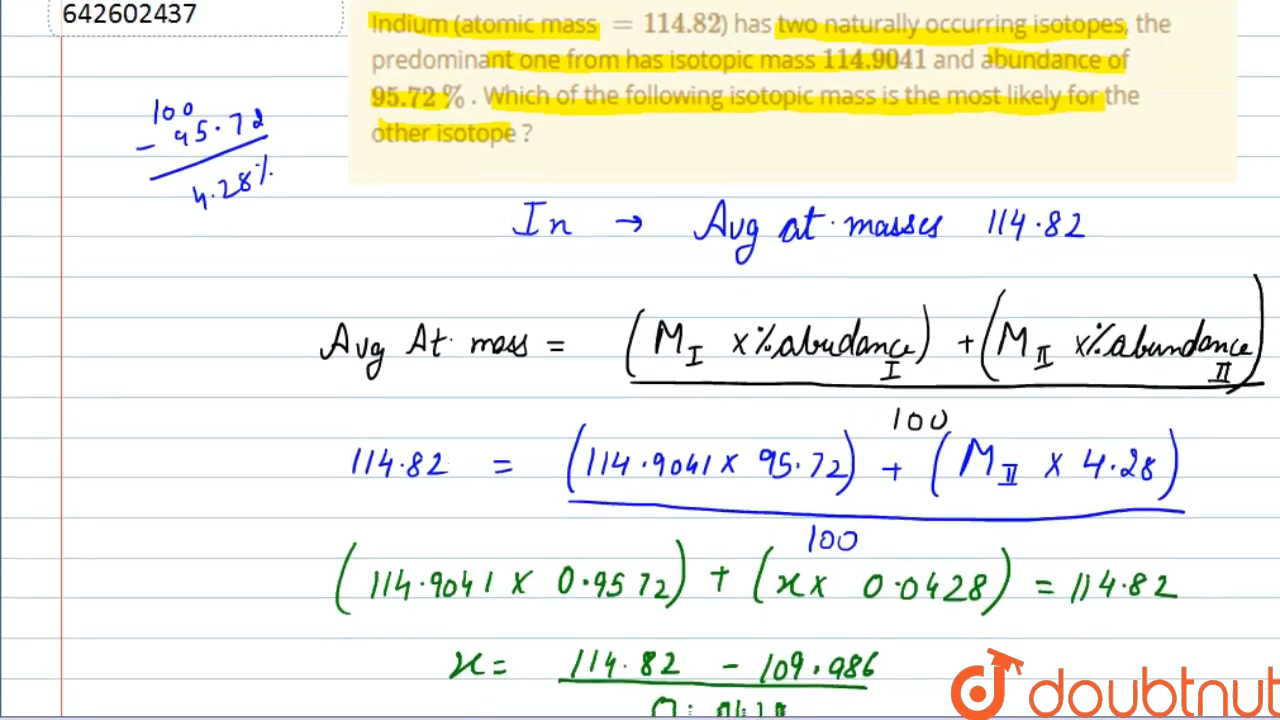 642602437
Indium (atomic mass = 114.82) has two naturally occurring isotopes, the
predominant one from has isotopic mass 114.9041 and abundance of
95.72 % . Which of the following isotopic mass is the most likely for the
other isotope ?
100
- 95.72
4.28%
In → Avg at. masses 114.82
Avg At. mass = (M_I x % abudance_I) + (M_II x % abundance_II)
100
114.82 = (114.9041 x 95.72) + (M_II x 4.28)
100
(114.9041 x 0.9572) + (x x 0.0428) = 114.82
x = 114.82 - 109.986
doubtnut